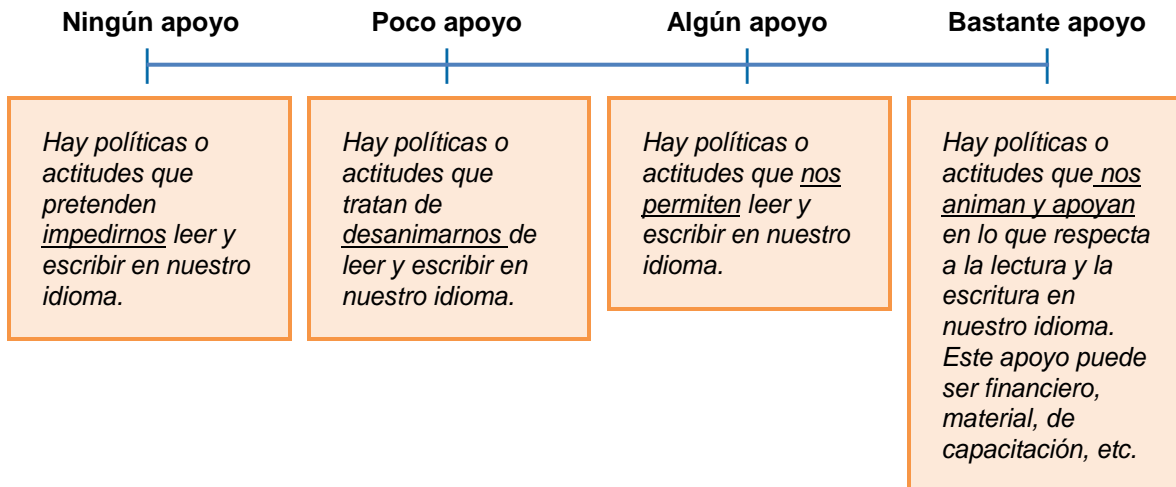 Ningún apoyo
Poco apoyo
Algún apoyo
Bastante apoyo
Hay políticas o
actitudes que
pretenden
impedirnos leer y
escribir en nuestro
idioma.
Hay políticas o
actitudes que
tratan de
desanimarnos de
leer y escribir en
nuestro idioma.
Hay políticas o
actitudes que nos
permiten leer y
escribir en nuestro
idioma.
Hay políticas o
actitudes que nos
animan y apoyan
en lo que respecta
a la lectura y la
escritura en
nuestro idioma.
Este apoyo puede
ser financiero,
material, de
capacitación, etc.